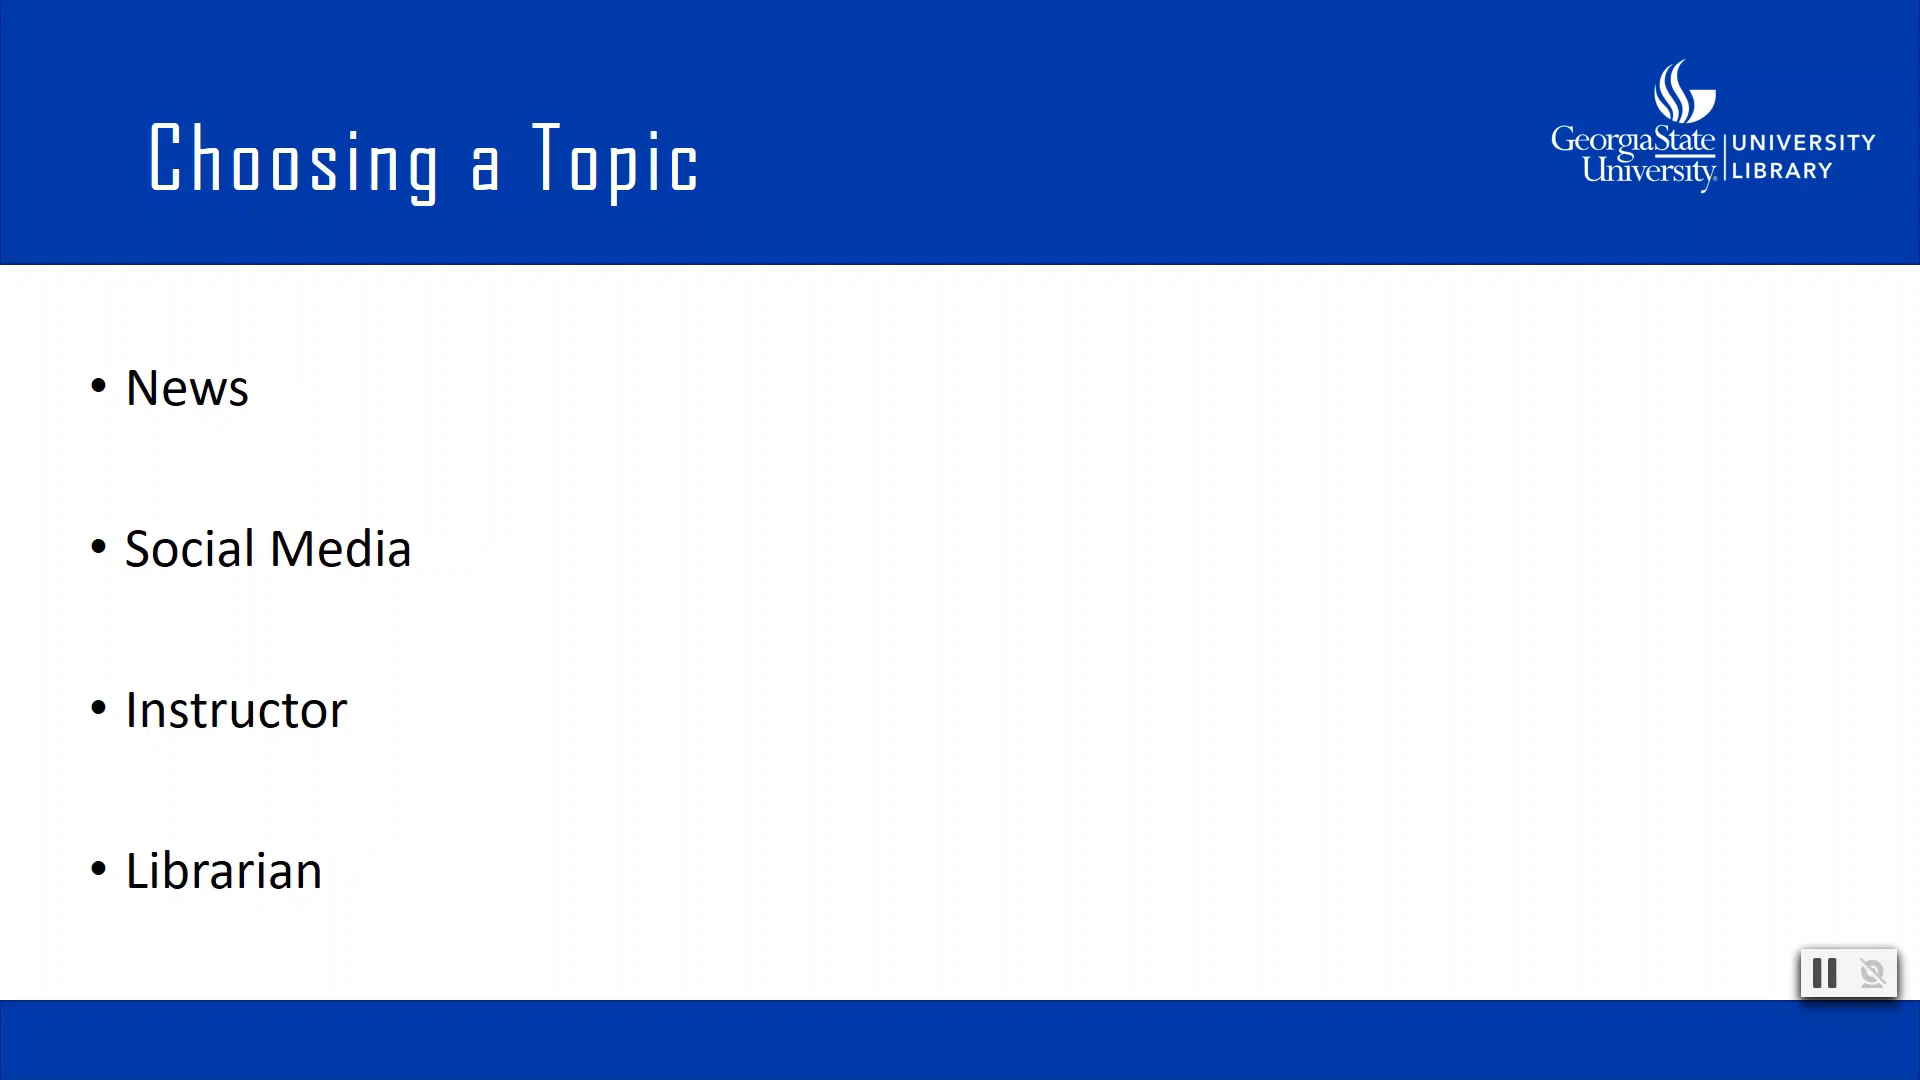 Choosing a Topic
GeorgiaState University | UNIVERSITY LIBRARY
• News
• Social Media
• Instructor
• Librarian